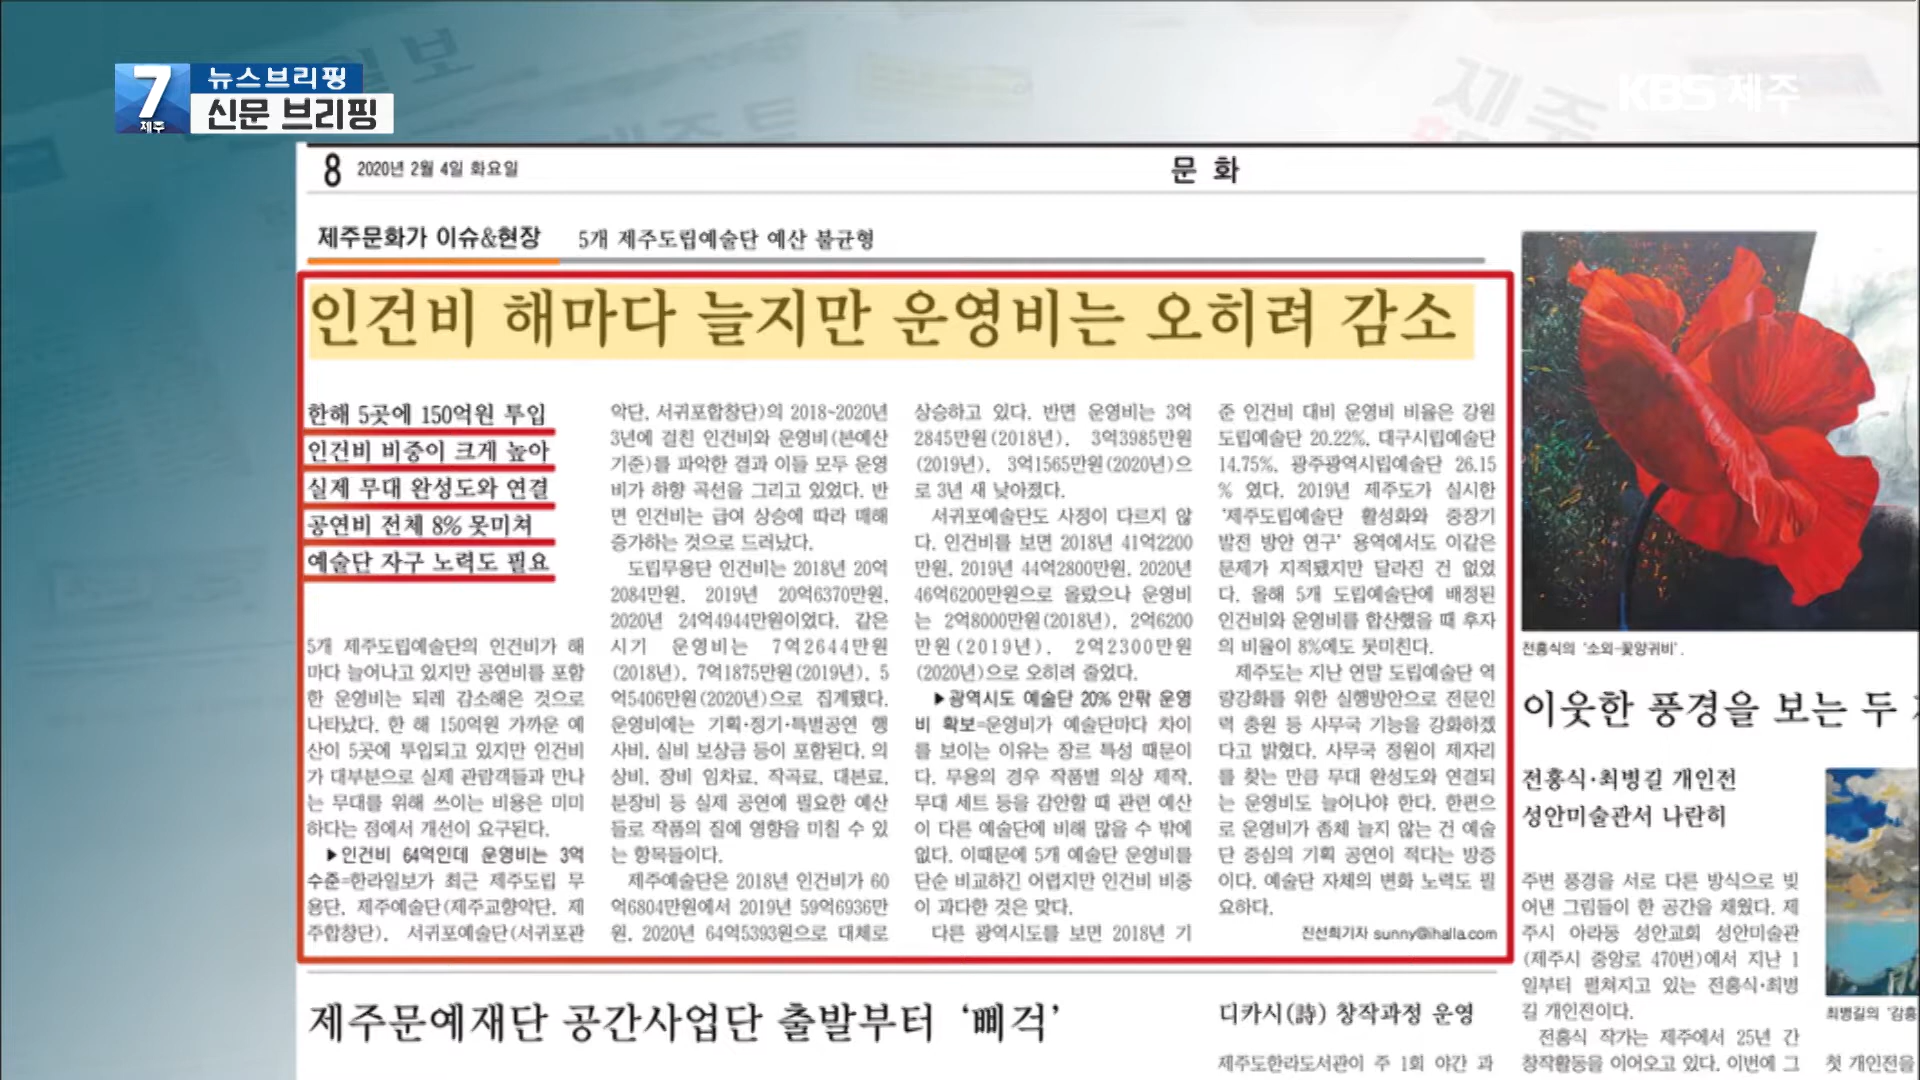 7
제주
뉴스브리핑
신문 브리핑
KBS 제주
8 2020년 2월 4일 화요일
문 화
제주문화가 이슈&현장 5개 제주도립예술단 예산 불균형
인건비 해마다 늘지만 운영비는 오히려 감소
한해 5곳에 150억원 투입
인건비 비중이 크게 높아
실제 무대 완성도와 연결
공연비 전체 8% 못미쳐
예술단 자구 노력도 필요
5개 제주도립예술단의 인건비가 해
마다 늘어나고 있지만 공연비를 포함
한 운영비는 되레 감소해온 것으로
나타났다. 한 해 150억원 가까운 예
산이 5곳에 투입되고 있지만 인건비
가 대부분으로 실제 관람객들과 만나
는 무대를 위해 쓰이는 비용은 미미
하다는 점에서 개선이 요구된다.
▶인건비 64억인데 운영비는 3억
수준=한라일보가 최근 제주도립 무
용단, 제주예술단(제주교향악단, 제
주합창단), 서귀포예술단(서귀포관
악단, 서귀포합창단)의 2018~2020년
3년에 걸친 인건비와 운영비(본예산
기준)를 파악한 결과 이들 모두 운영
비가 하향 곡선을 그리고 있었다. 반
면 인건비는 급여 상승에 따라 매해
증가하는 것으로 드러났다.
도립무용단 인건비는 2018년 20억
2084만원, 2019년 20억6370만원,
2020년 24억4944만원이었다. 같은
시기 운영비는 7억2644만원
(2018년), 7억1875만원(2019년), 5
억5406만원(2020년)으로 집계됐다.
운영비에는 기획·정기·특별공연 행
사비, 실비 보상금 등이 포함된다. 의
상비, 장비 임차료, 작곡료, 대본료,
분장비 등 실제 공연에 필요한 예산
들로 작품의 질에 영향을 미칠 수 있
는 항목들이다.
제주예술단은 2018년 인건비가 60
억6804만원에서 2019년 59억6936만
원, 2020년 64억5393원으로 대체로
상승하고 있다. 반면 운영비는 3억
2845만원(2018년), 3억3985만원
(2019년), 3억1565만원(2020년)으
로 3년 새 낮아졌다.
서귀포예술단도 사정이 다르지 않
다. 인건비를 보면 2018년 41억2200
만원, 2019년 44억2800만원, 2020년
46억6200만원으로 올랐으나 운영비
는 2억8000만원(2018년), 2억6200
만원(2019년), 2억2300만원
(2020년)으로 오히려 줄었다.
▶광역시도 예술단 20% 안팎 운영
비 확보=운영비가 예술단마다 차이
를 보이는 이유는 장르 특성 때문이
다. 무용의 경우 작품별 의상 제작,
무대 세트 등을 감안할 때 관련 예산
이 다른 예술단에 비해 많을 수 밖에
없다. 이때문에 5개 예술단 운영비를
단순 비교하긴 어렵지만 인건비 비중
이 과다한 것은 맞다.
다른 광역시도를 보면 2018년 기
준 인건비 대비 운영비 비율은 강원
도립예술단 20.22%, 대구시립예술단
14.75%, 광주광역시립예술단 26.15
% 였다. 2019년 제주도가 실시한
'제주도립예술단 활성화와 중장기
발전 방안 연구' 용역에서도 이같은
문제가 지적됐지만 달라진 건 없었
다. 올해 5개 도립예술단에 배정된
인건비와 운영비를 합산했을 때 후자
의 비율이 8%에도 못미친다.
제주도는 지난 연말 도립예술단 역
량강화를 위한 실행방안으로 전문인
력 충원 등 사무국 기능을 강화하겠
다고 밝혔다. 사무국 정원이 제자리
를 찾는 만큼 무대 완성도와 연결되
는 운영비도 늘어나야 한다. 한편으
로 운영비가 좀체 늘지 않는 건 예술
단 중심의 기획 공연이 적다는 방증
이다. 예술단 자체의 변화 노력도 필
요하다.
진선희기자 sunny@ihalla.com
전흥식의 '소외-꽃양귀비'.
이웃한 풍경을 보는 두
전흥식·최병길 개인전
성안미술관서 나란히
주변 풍경을 서로 다른 방식으로 빚
어낸 그림들이 한 공간을 채웠다. 제
주시 아라동 성안교회 성안미술관
(제주시 중앙로 470번)에서 지난 1
일부터 펼쳐지고 있는 전흥식·최병
길 개인전이다.
전흥식 작가는 제주에서 25년 간
창작활동을 이어오고 있다. 이번에 그
최병길의 '감흥
첫 개인전을
제주문예재단 공간사업단 출발부터 '삐걱'
디카시(詩) 창작과정 운영
제주도한라도서관이 주 1회 야간 과